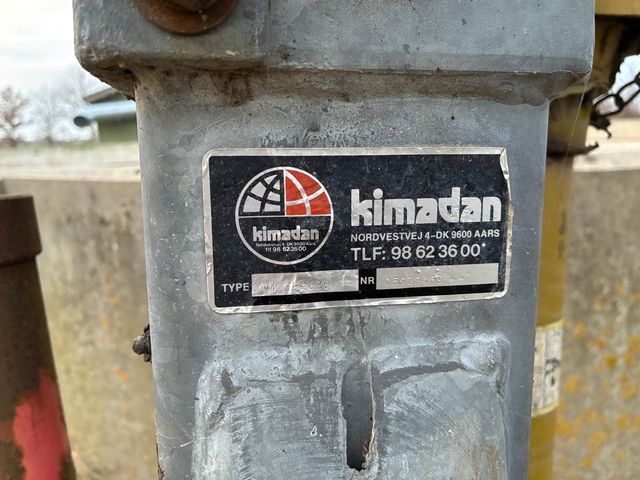 kimadan
Nordvestvej 4 - DK 9600 Aars
Tlf. 98 623600
kimadan
NORDVESTVEJ 4-DK 9600 AARS
TLF: 98 62 36 00*
TYPE NR